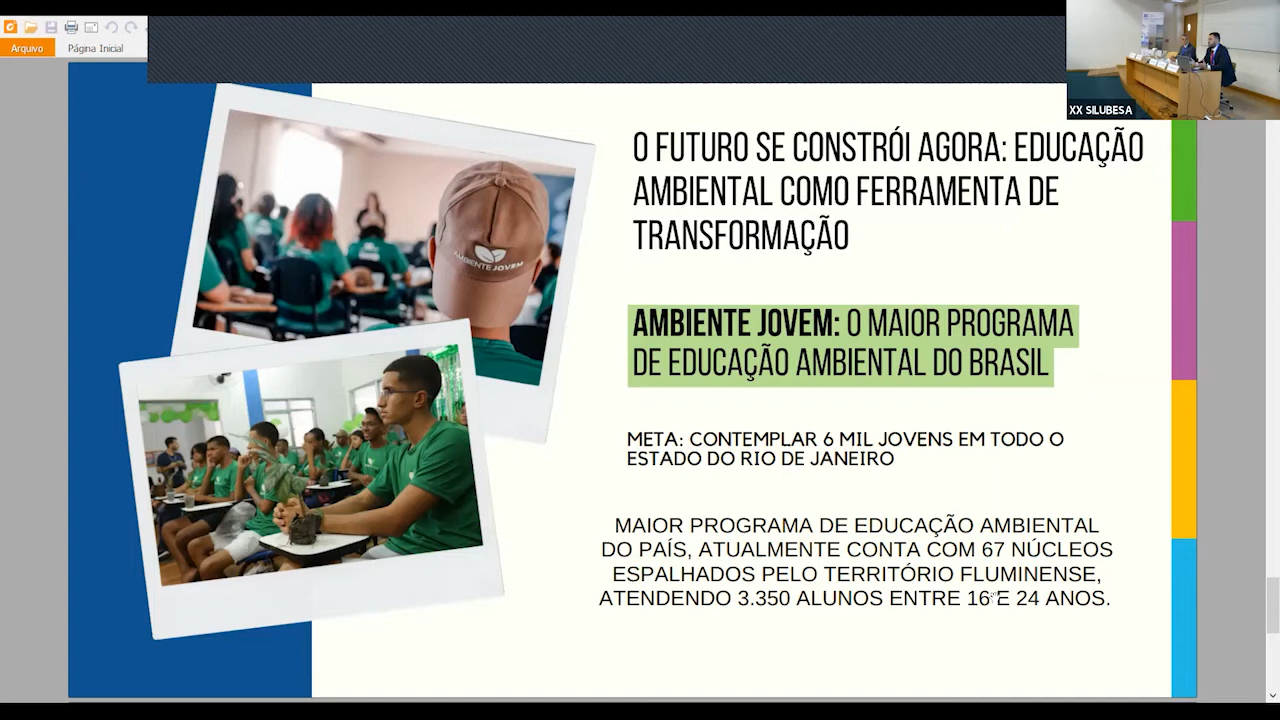 Arquivo
Página Inicial
XX SILUBESA
O FUTURO SE CONSTRÓI AGORA: EDUCAÇÃO
AMBIENTAL COMO FERRAMENTA DE
TRANSFORMAÇÃO
AMBIENTE JOVEM
AMBIENTE JOVEM: O MAIOR PROGRAMA
DE EDUCAÇÃO AMBIENTAL DO BRASIL
META: CONTEMPLAR 6 MIL JOVENS EM TODO O
ESTADO DO RIO DE JANEIRO
MAIOR PROGRAMA DE EDUCAÇÃO AMBIENTAL
DO PAÍS, ATUALMENTE CONTA COM 67 NÚCLEOS
ESPALHADOS PELO TERRITÓRIO FLUMINENSE,
ATENDENDO 3.350 ALUNOS ENTRE 16 E 24 ANOS.